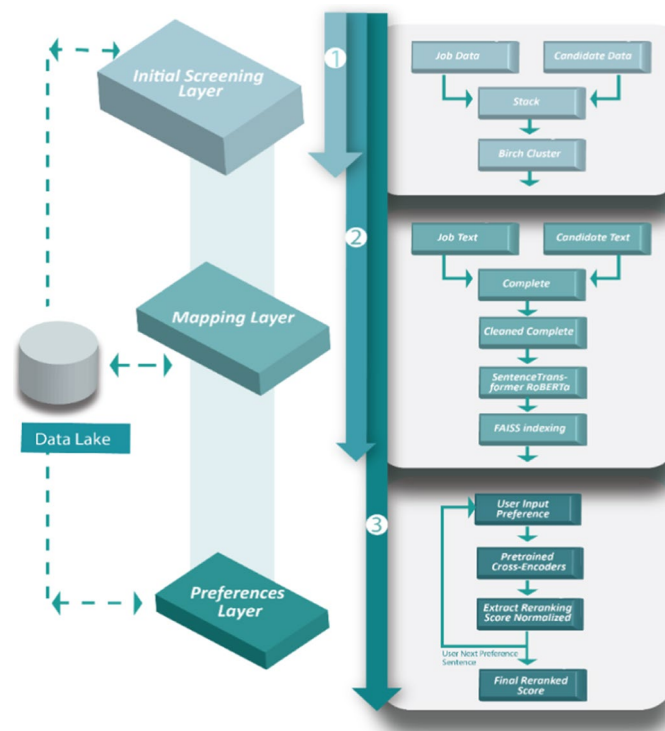 Initial Screening
Layer
Mapping Layer
Data Lake
Preferences
Layer
1
2
3
Job Data
Candidate Data
Stack
Birch Cluster
Job Text
Candidate Text
Complete
Cleaned Complete
SentenceTrans-
former RoBERTa
FAISS indexing
User Input
Preference
Pretrained
Cross-Encoders
Extract Reranking
Score Normalized
User Next Preference
Sentence
Final Reranked
Score